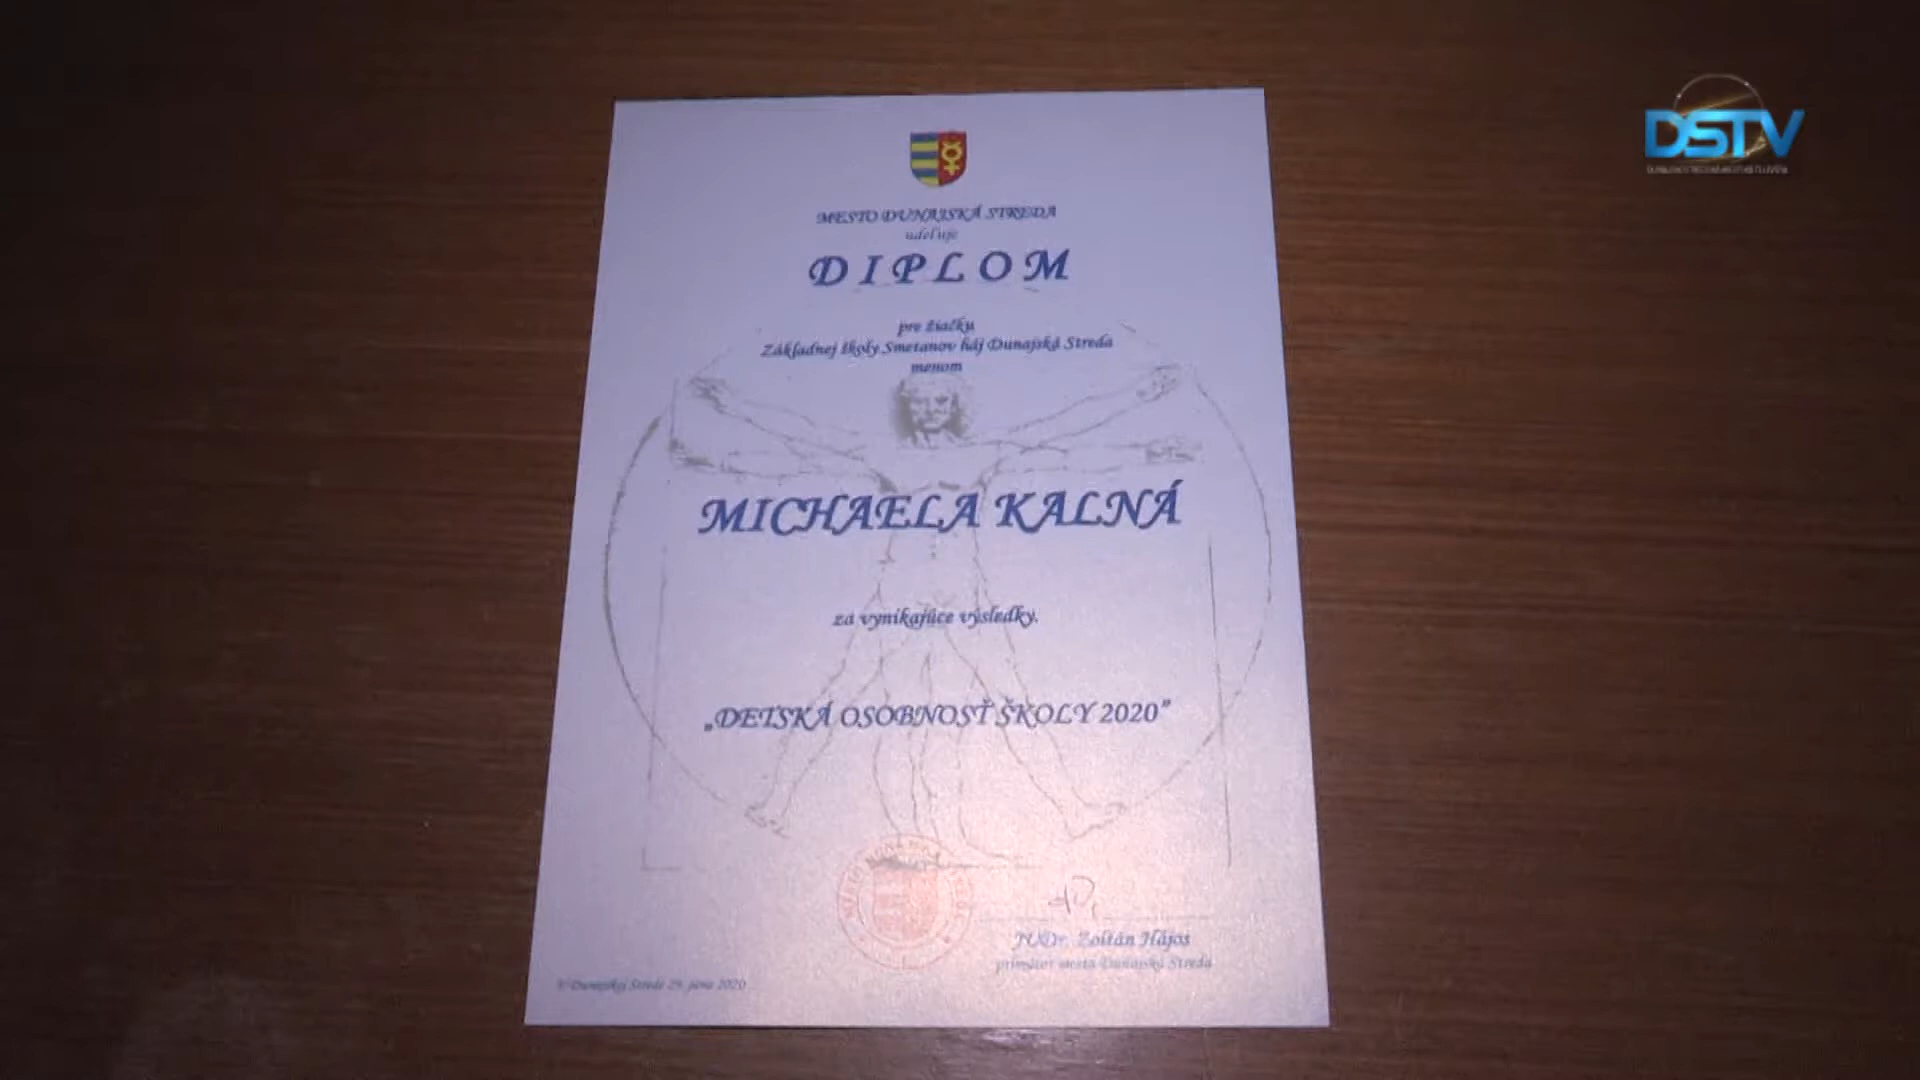 DSTV
MESTO DUNAJSKÁ STREDA
udeľuje
DIPLOM
pre žiačku
Základnej školy Smetanov háj Dunajská Streda
menom
MICHAELA KALNÁ
za vynikajúce výsledky.
„DETSKÁ OSOBNOSŤ ŠKOLY 2020”
JUDr. Zoltán Hájos
primátor mesta Dunajská Streda
V Dunajskej Strede 29. júna 2020